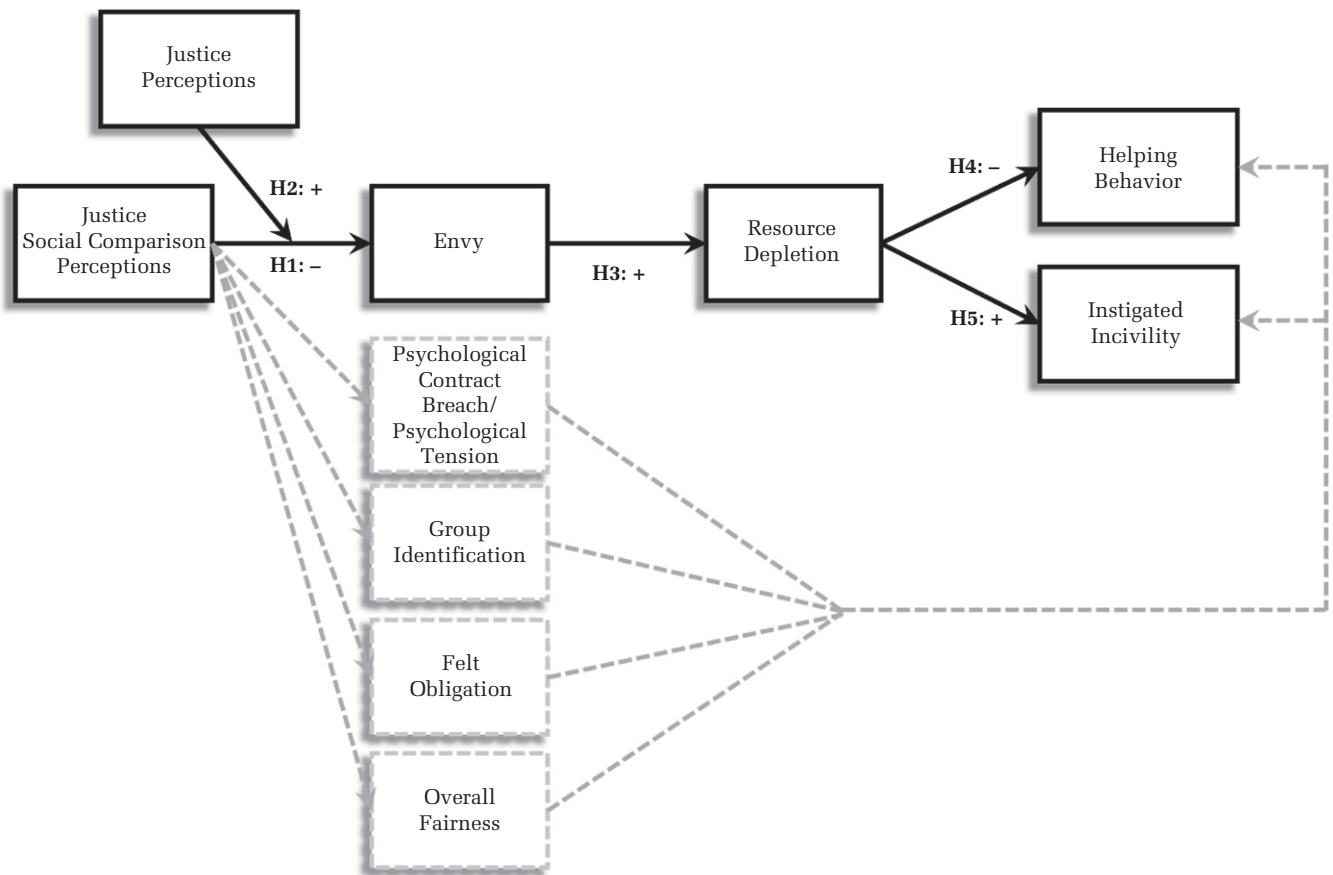 Justice
Perceptions
H2: +
Justice
Social Comparison
Perceptions
H1: –
Envy
H3: +
Resource
Depletion
H4: –
Helping
Behavior
H5: +
Instigated
Incivility
Psychological
Contract
Breach/
Psychological
Tension
Group
Identification
Felt
Obligation
Overall
Fairness